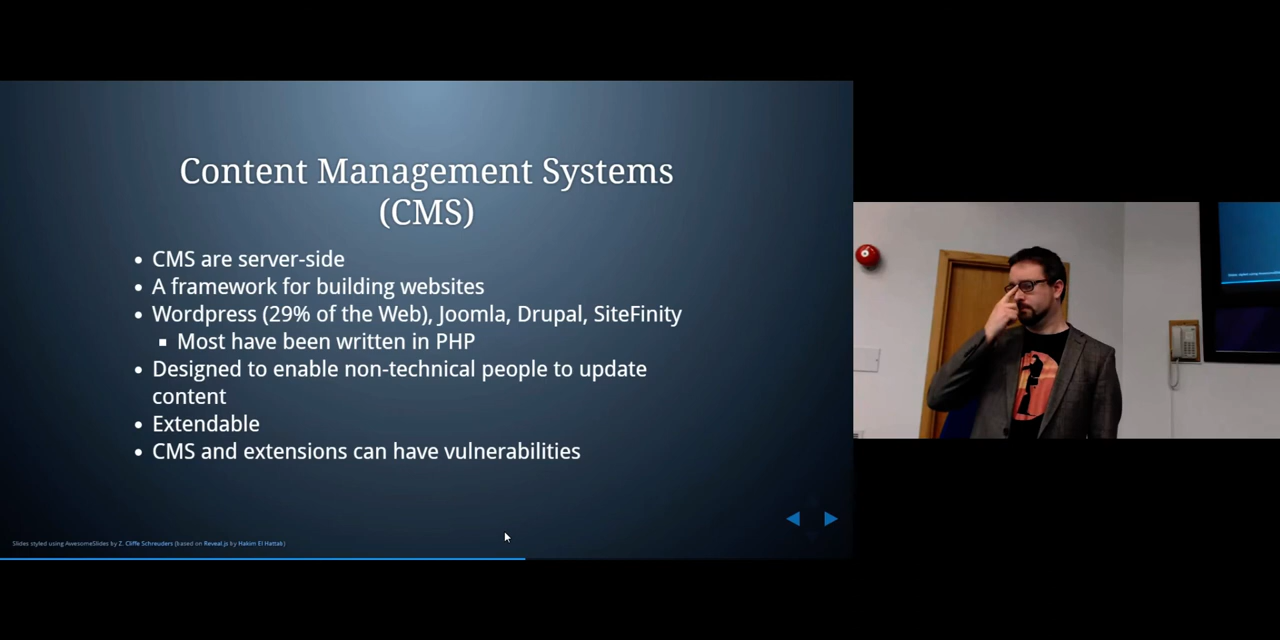 Content Management Systems
(CMS)
CMS are server-side
A framework for building websites
Wordpress (29% of the Web), Joomla, Drupal, SiteFinity
Most have been written in PHP
Designed to enable non-technical people to update
content
Extendable
CMS and extensions can have vulnerabilities
Slides styled using AwesomeSlides by Z. Cliffe Schreuders (based on Reveal.js by Hakim El Hattab)